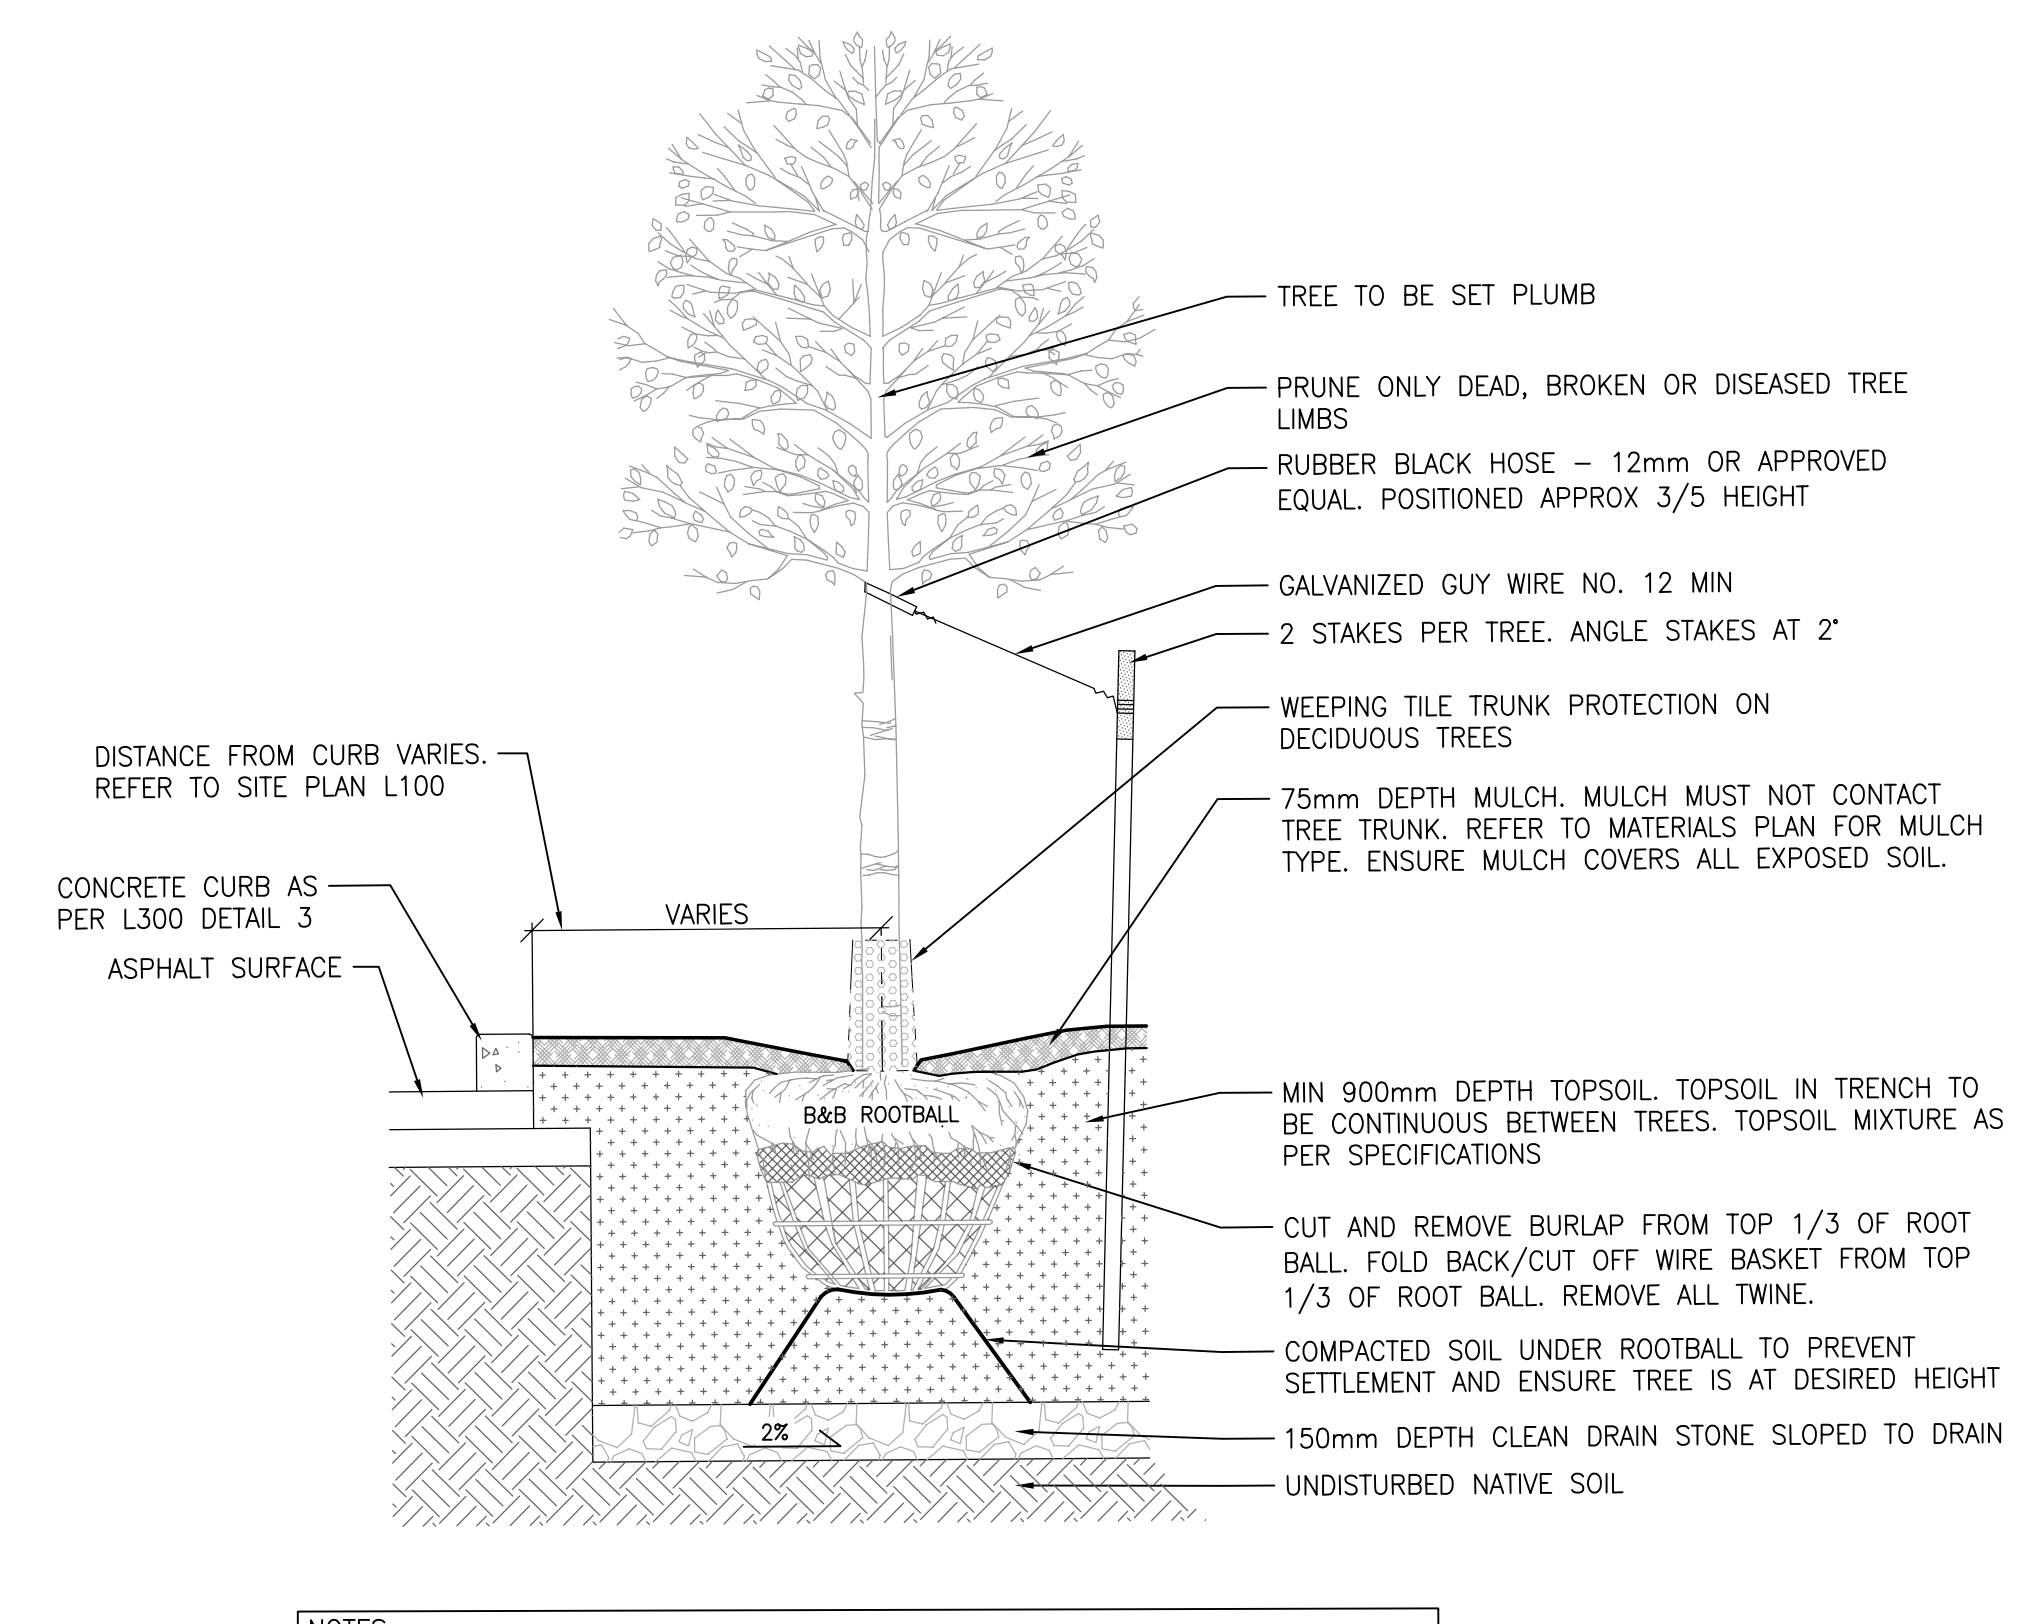 TREE TO BE SET PLUMB
PRUNE ONLY DEAD, BROKEN OR DISEASED TREE
LIMBS
RUBBER BLACK HOSE – 12mm OR APPROVED
EQUAL. POSITIONED APPROX 3/5 HEIGHT
GALVANIZED GUY WIRE NO. 12 MIN
2 STAKES PER TREE. ANGLE STAKES AT 2°
WEEPING TILE TRUNK PROTECTION ON
DECIDUOUS TREES
DISTANCE FROM CURB VARIES.
REFER TO SITE PLAN L100
75mm DEPTH MULCH. MULCH MUST NOT CONTACT
TREE TRUNK. REFER TO MATERIALS PLAN FOR MULCH
TYPE. ENSURE MULCH COVERS ALL EXPOSED SOIL.
CONCRETE CURB AS
PER L300 DETAIL 3
VARIES
ASPHALT SURFACE
B&B ROOTBALL
MIN 900mm DEPTH TOPSOIL. TOPSOIL IN TRENCH TO
BE CONTINUOUS BETWEEN TREES. TOPSOIL MIXTURE AS
PER SPECIFICATIONS
CUT AND REMOVE BURLAP FROM TOP 1/3 OF ROOT
BALL. FOLD BACK/CUT OFF WIRE BASKET FROM TOP
1/3 OF ROOT BALL. REMOVE ALL TWINE.
COMPACTED SOIL UNDER ROOTBALL TO PREVENT
SETTLEMENT AND ENSURE TREE IS AT DESIRED HEIGHT
2%
150mm DEPTH CLEAN DRAIN STONE SLOPED TO DRAIN
UNDISTURBED NATIVE SOIL
NOTES